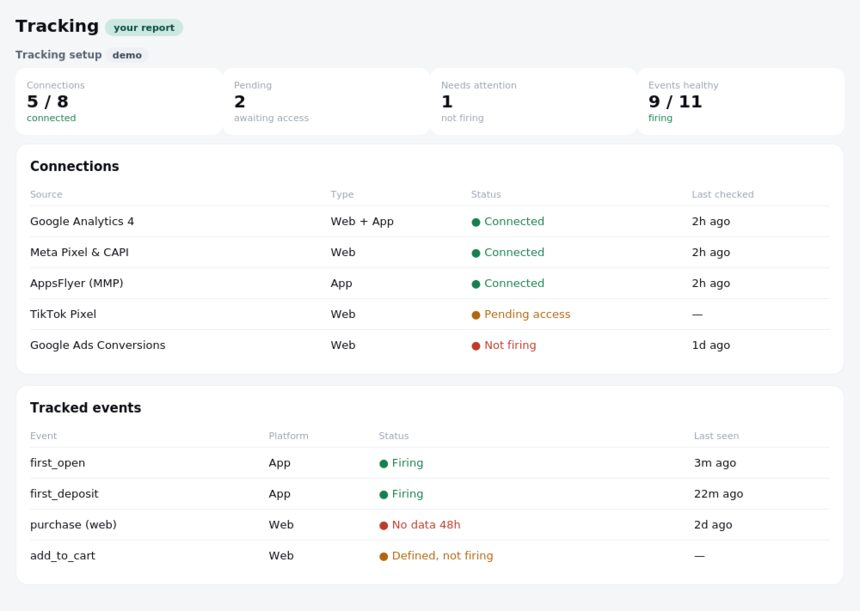 Tracking your report
Tracking setup demo
Connections Pending Needs attention Events healthy
5 / 8 2 1 9 / 11
connected awaiting access not firing firing
Connections
Source Type Status Last checked
Google Analytics 4 Web + App ● Connected 2h ago
Meta Pixel & CAPI Web ● Connected 2h ago
AppsFlyer (MMP) App ● Connected 2h ago
TikTok Pixel Web ● Pending access —
Google Ads Conversions Web ● Not firing 1d ago
Tracked events
Event Platform Status Last seen
first_open App ● Firing 3m ago
first_deposit App ● Firing 22m ago
purchase (web) Web ● No data 48h 2d ago
add_to_cart Web ● Defined, not firing —